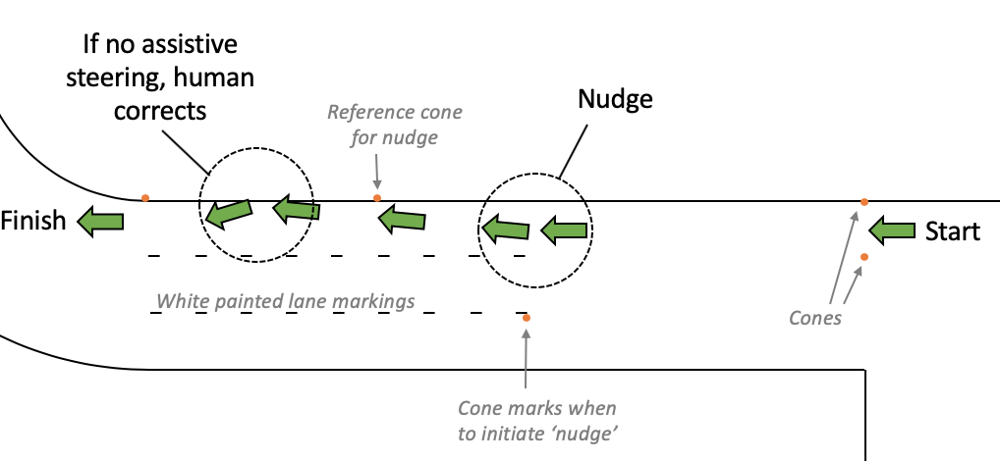 If no assistive
steering, human
corrects
Reference cone
for nudge
Nudge
Finish
Start
White painted lane markings
Cones
Cone marks when
to initiate ‘nudge’